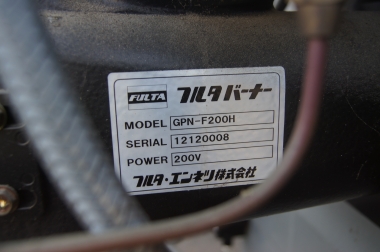 FULTA フルタバーナー
MODEL GPN-F200H
SERIAL 12120008
POWER 200V
フルタ・エンネツ株式会社